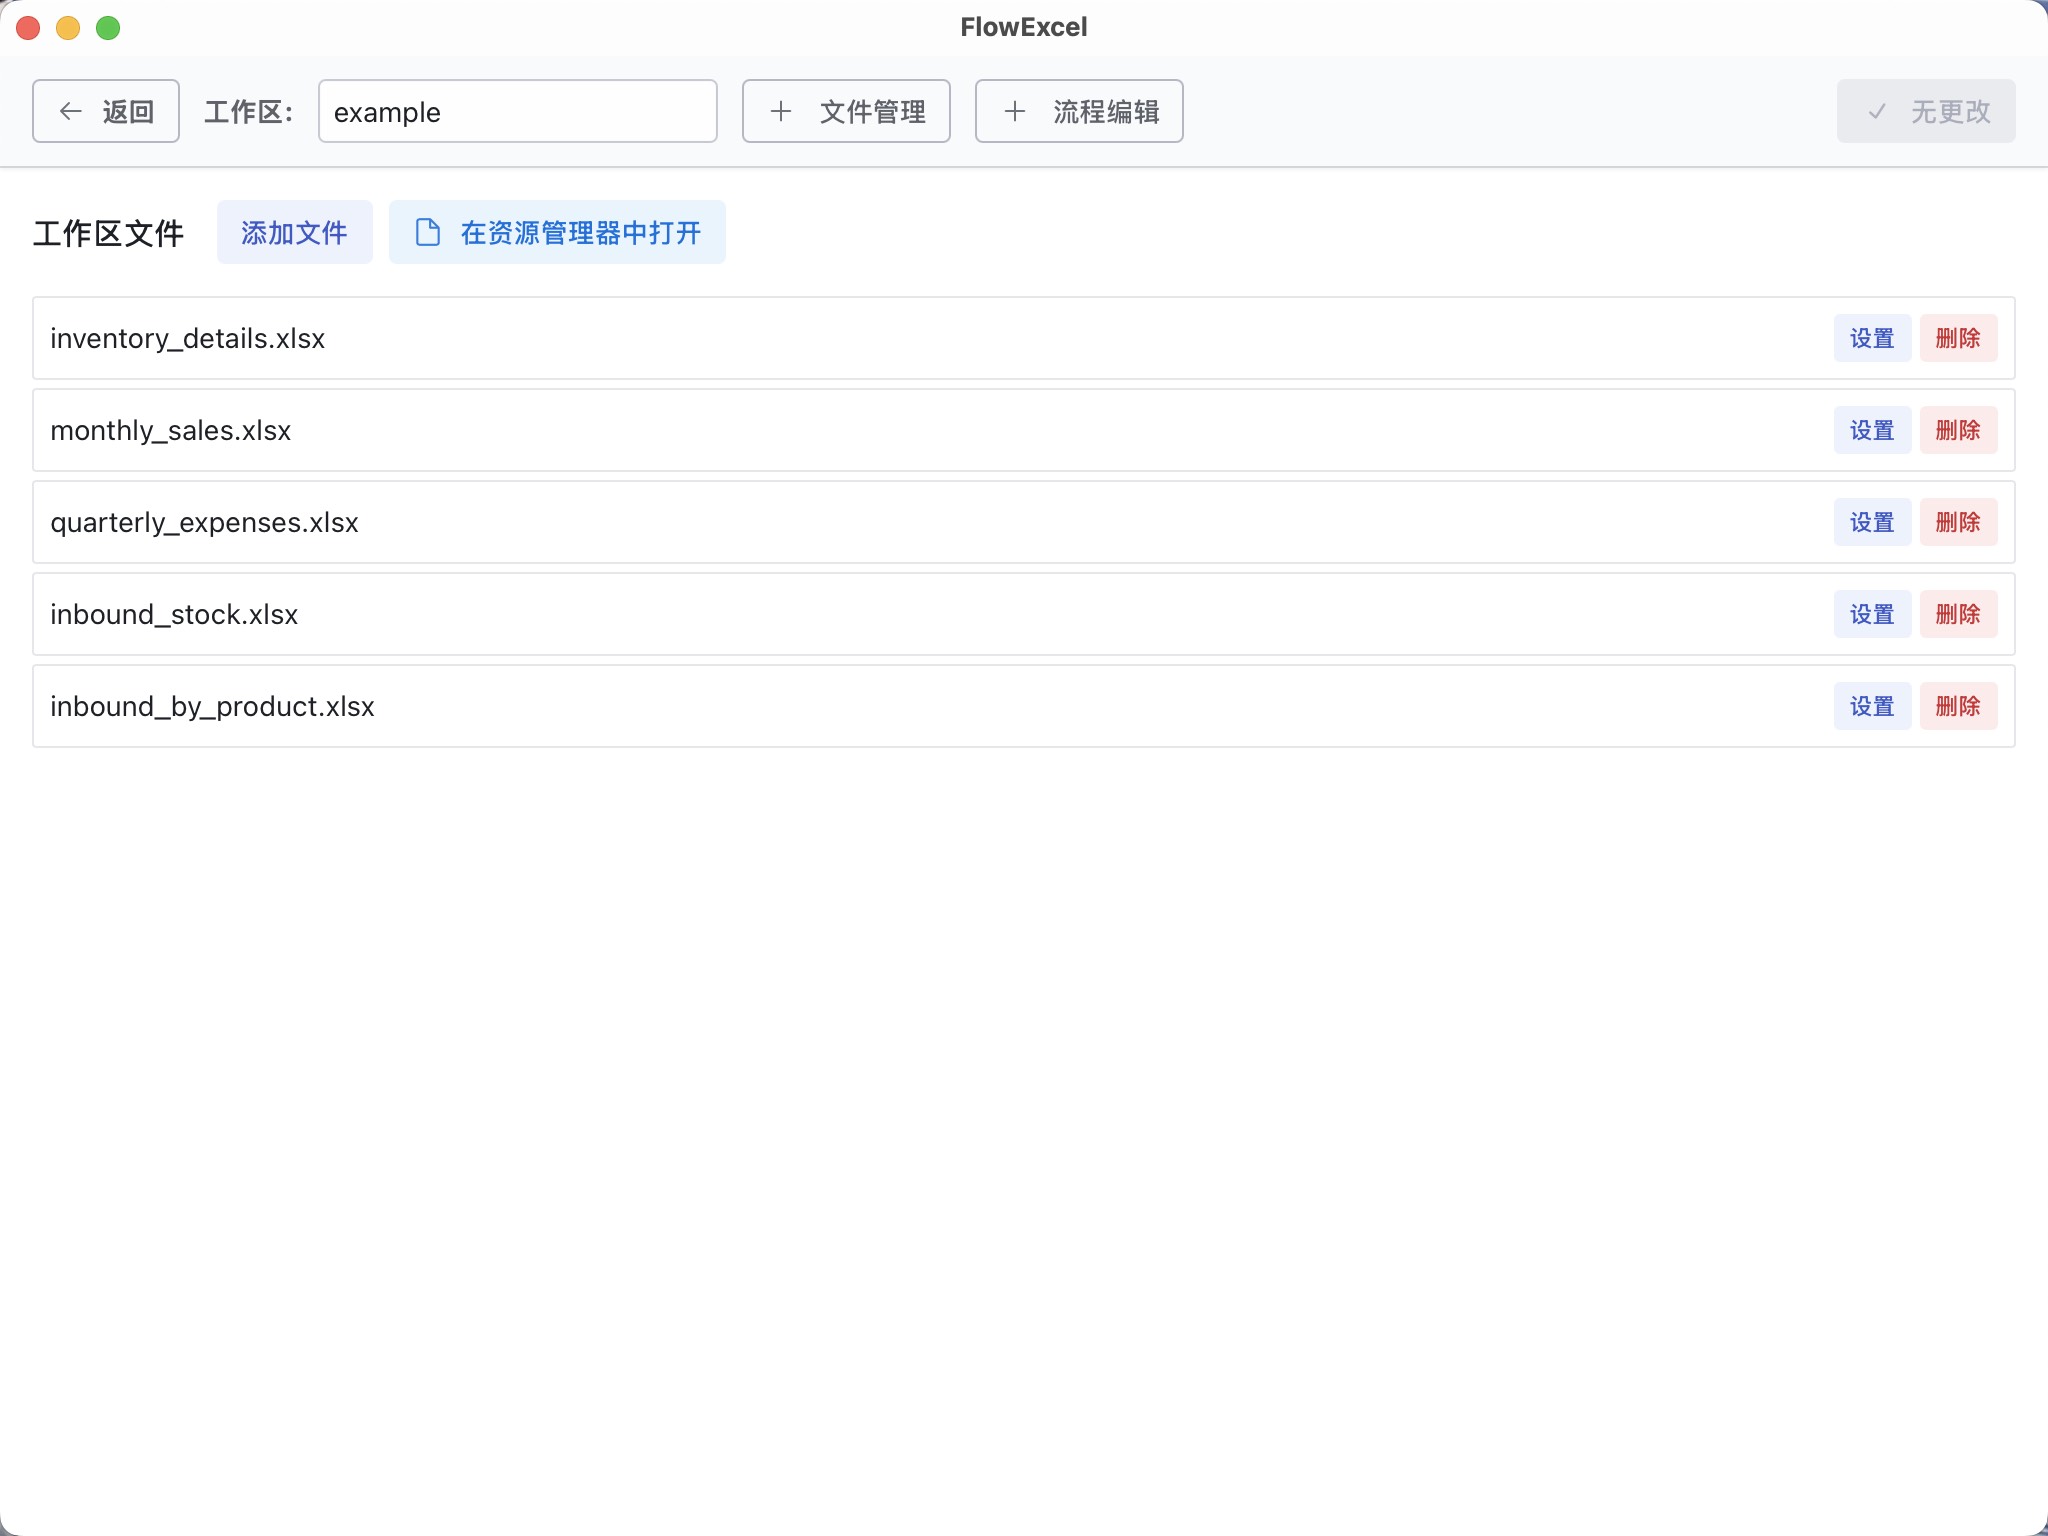 FlowExcel
返回 工作区: example 文件管理 流程编辑 无更改
工作区文件 添加文件 在资源管理器中打开
inventory_details.xlsx 设置 删除
monthly_sales.xlsx 设置 删除
quarterly_expenses.xlsx 设置 删除
inbound_stock.xlsx 设置 删除
inbound_by_product.xlsx 设置 删除